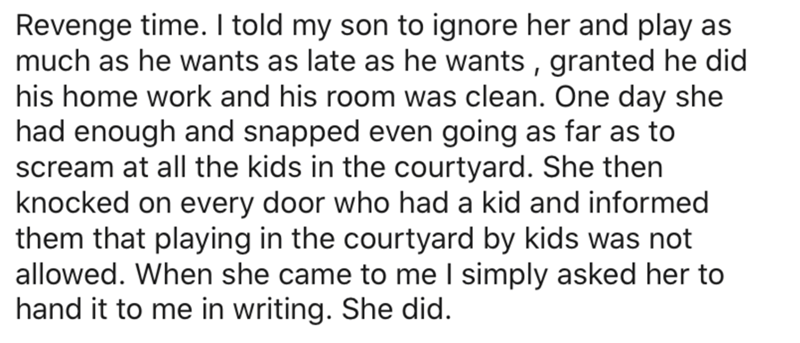 Revenge time. I told my son to ignore her and play as
much as he wants as late as he wants , granted he did
his home work and his room was clean. One day she
had enough and snapped even going as far as to
scream at all the kids in the courtyard. She then
knocked on every door who had a kid and informed
them that playing in the courtyard by kids was not
allowed. When she came to me I simply asked her to
hand it to me in writing. She did.